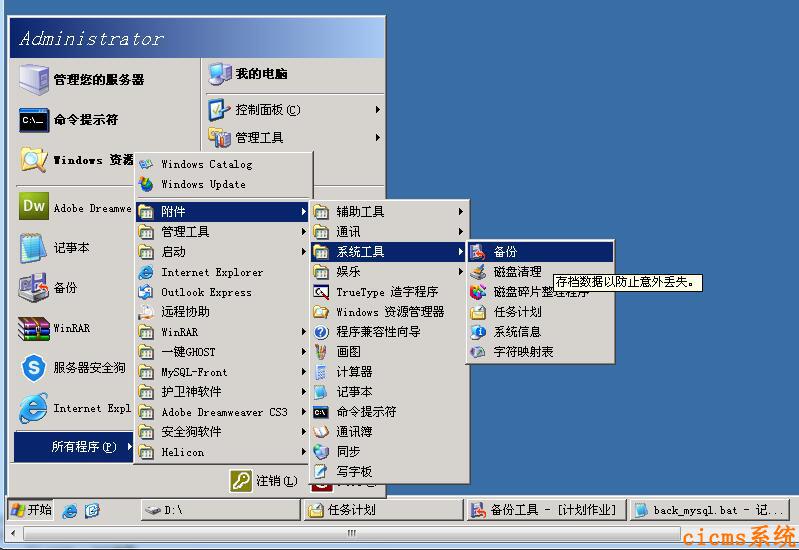 Administrator
管理您的服务器
命令提示符
Windows 资源
Adobe Dreamwe
记事本
备份
WinRAR
服务器安全狗
Internet Expl
所有程序(P)
我的电脑
控制面板(C)
管理工具
Windows Catalog
Windows Update
附件
管理工具
启动
Internet Explorer
Outlook Express
远程协助
WinRAR
一键GHOST
MySQL-Front
护卫神软件
Adobe Dreamweaver CS3
安全狗软件
Helicon
辅助工具
通讯
系统工具
娱乐
TrueType 造字程序
Windows 资源管理器
程序兼容性向导
画图
计算器
记事本
命令提示符
通讯簿
同步
写字板
备份
磁盘清理
磁盘碎片整理程序
任务计划
系统信息
字符映射表
存档数据以防止意外丢失。
注销(L)
开始
D:\
任务计划
备份工具 - [计划作业]
back_mysql.bat - 记...
cicms系统